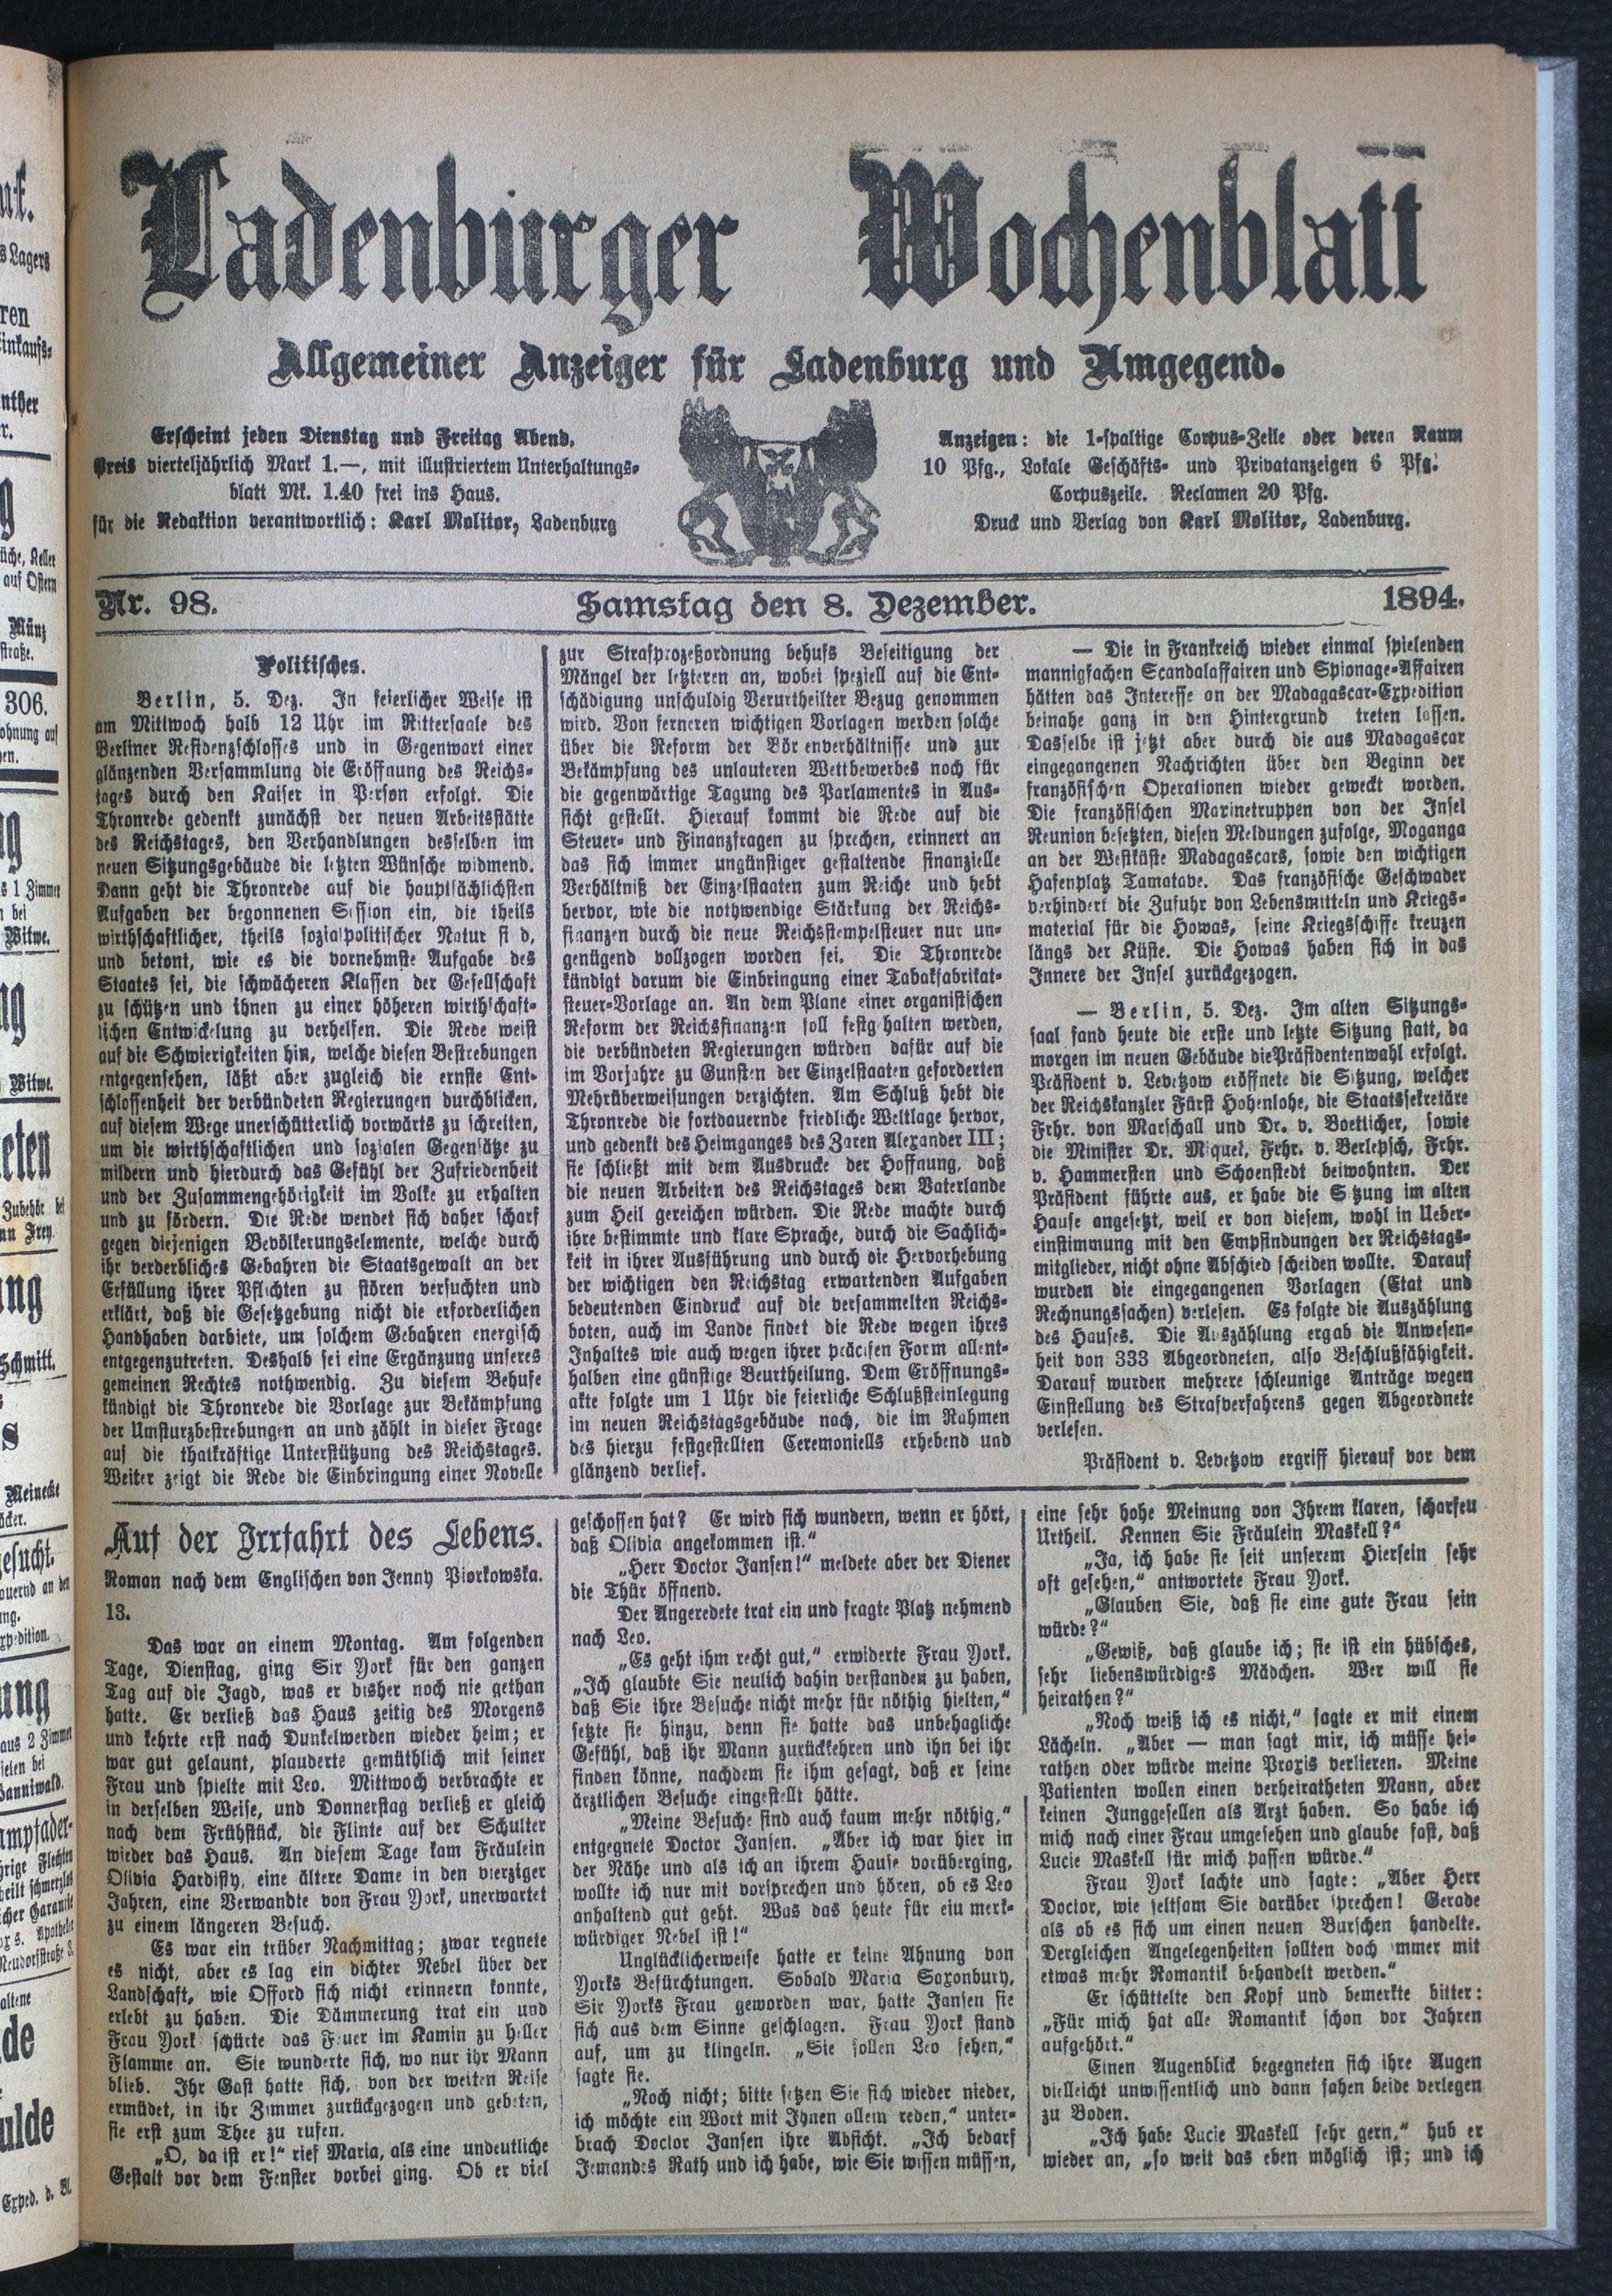 Ladenburger Wochenblatt
Allgemeiner Anzeiger für Ladenburg und Umgegend.
Erscheint jeden Dienstag und Freitag Abend.
Preis vierteljährlich Mark 1.—, mit illustriertem Unterhaltungs-
blatt Mk. 1.40 frei ins Haus.
für die Redaktion verantwortlich: Karl Molitor, Ladenburg
Anzeigen: die 1-spaltige Corpus-Zeile oder deren Raum
10 Pfg., Lokale Geschäfts- und Privatanzeigen 6 Pfg.
Corpuszeile. Reclamen 20 Pfg.
Druck und Verlag von Karl Molitor, Ladenburg.
Nr. 98. Samstag den 8. Dezember. 1894.
Politisches.
Berlin, 5. Dez. In feierlicher Weise ist
am Mittwoch halb 12 Uhr im Rittersaale des
Berliner Residenzschlosses und in Gegenwart einer
glänzenden Versammlung die Eröffnung des Reichs-
tages durch den Kaiser in Person erfolgt. Die
Thronrede gedenkt zunächst der neuen Arbeitsstätte
des Reichstages, den Verhandlungen desselben im
neuen Sitzungsgebäude die letzten Wünsche widmend.
Dann geht die Thronrede auf die hauptsächlichsten
Aufgaben der begonnenen Session ein, die theils
wirthschaftlicher, theils sozialpolitischer Natur si d,
und betont, wie es die vornehmste Aufgabe des
Staates sei, die schwächeren Klassen der Gesellschaft
zu schützen und ihnen zu einer höheren wirthschaft-
lichen Entwickelung zu verhelfen. Die Rede weist
auf die Schwierigkeiten hin, welche diesen Bestrebungen
entgegensehen, läßt aber zugleich die ernste Ent-
schlossenheit der verbündeten Regierungen durchblicken,
auf diesem Wege unerschütterlich vorwärts zu schreiten,
um die wirthschaftlichen und sozialen Gegensätze zu
mildern und hierdurch das Gefühl der Zufriedenheit
und der Zusammengehörigkeit im Volke zu erhalten
und zu fördern. Die Rede wendet sich daher scharf
gegen diejenigen Bevölkerungselemente, welche durch
ihr verderbliches Gebahren die Staatsgewalt an der
Erfüllung ihrer Pflichten zu stören versuchten und
erklärt, daß die Gesetzgebung nicht die erforderlichen
Handhaben darbiete, um solchem Gebahren energisch
entgegenzutreten. Deshalb sei eine Ergänzung unseres
gemeinen Rechtes nothwendig. Zu diesem Behufe
kündigt die Thronrede die Vorlage zur Bekämpfung
der Umsturzbestrebungen an und zählt in dieser Frage
auf die thatkräftige Unterstützung des Reichstages.
Weiter zeigt die Rede die Einbringung einer Novelle
zur Strafprozeßordnung behufs Beseitigung der
Mängel der letzteren an, wobei speziell auf die Ent-
schädigung unschuldig Verurtheilter Bezug genommen
wird. Von ferneren wichtigen Vorlagen werden solche
über die Reform der Bör enverhältnisse und zur
Bekämpfung des unlauteren Wettbewerbes noch für
die gegenwärtige Tagung des Parlamentes in Aus-
sicht gestellt. Hierauf kommt die Rede auf die
Steuer- und Finanzfragen zu sprechen, erinnert an
das sich immer ungünstiger gestaltende finanzielle
Verhältniß der Einzelstaaten zum Reiche und hebt
hervor, wie die nothwendige Stärkung der Reichs-
finanzen durch die neue Reichsstempelsteuer nur un-
genügend vollzogen worden sei. Die Thronrede
kündigt darum die Einbringung einer Tabakfabrikat-
steuer-Vorlage an. An dem Plane einer organistischen
Reform der Reichsfinanzen soll festg halten werden,
die verbündeten Regierungen würden dafür auf die
im Vorjahre zu Gunsten der Einzelstaaten geforderten
Mehrüberweisungen verzichten. Am Schluß hebt die
Thronrede die fortdauernde friedliche Weltlage hervor,
und gedenkt des Heimganges des Zaren Alexander III;
sie schließt mit dem Ausdrucke der Hoffnung, daß
die neuen Arbeiten des Reichstages dem Vaterlande
zum Heil gereichen würden. Die Rede machte durch
ihre bestimmte und klare Sprache, durch die Sachlich-
keit in ihrer Ausführung und durch die Hervorhebung
der wichtigen den Reichstag erwartenden Aufgaben
bedeutenden Eindruck auf die versammelten Reichs-
boten, auch im Lande findet die Rede wegen ihres
Inhaltes wie auch wegen ihrer präcisen Form allent-
halben eine günstige Beurtheilung. Dem Eröffnungs-
akte folgte um 1 Uhr die feierliche Schlußsteinlegung
im neuen Reichstagsgebäude nach, die im Rahmen
des hierzu festgestellten Ceremoniells erhebend und
glänzend verlief.
— Die in Frankreich wieder einmal spielenden
mannigfachen Scandalaffairen und Spionage-Affairen
hätten das Interesse an der Madagascar-Expedition
beinahe ganz in den Hintergrund treten lassen.
Dasselbe ist jetzt aber durch die aus Madagascar
eingegangenen Nachrichten über den Beginn der
französischen Operationen wieder geweckt worden.
Die französischen Marinetruppen von der Insel
Reunion besetzten, diesen Meldungen zufolge, Moganga
an der Westküste Madagascars, sowie den wichtigen
Hafenplatz Tamatave. Das französische Geschwader
verhindert die Zufuhr von Lebensmitteln und Kriegs-
material für die Howas, seine Kriegsschiffe kreuzen
längs der Küste. Die Howas haben sich in das
Innere der Insel zurückgezogen.
— Berlin, 5. Dez. Im alten Sitzungs-
saal fand heute die erste und letzte Sitzung statt, da
morgen im neuen Gebäude die Präsidentenwahl erfolgt.
Präsident v. Levetzow eröffnete die Sitzung, welcher
der Reichskanzler Fürst Hohenlohe, die Staatssekretäre
Frhr. von Marschall und Dr. v. Boetticher, sowie
die Minister Dr. Miquel, Frhr. v. Berlepsch, Frhr.
v. Hammersten und Schoenstedt beiwohnten. Der
Präsident führte aus, er habe die S tzung im alten
Hause angesetzt, weil er von diesem, wohl in Ueber-
einstimmung mit den Empfindungen der Reichstags-
mitglieder, nicht ohne Abschied scheiden wollte. Darauf
wurden die eingegangenen Vorlagen (Etat und
Rechnungssachen) verlesen. Es folgte die Auszählung
des Hauses. Die Auszählung ergab die Anwesen-
heit von 333 Abgeordneten, also Beschlußfähigkeit.
Darauf wurden mehrere schleunige Anträge wegen
Einstellung des Strafverfahrens gegen Abgeordnete
verlesen.
Präsident v. Levetzow ergriff hierauf vor dem
Auf der Irrfahrt des Lebens.
Roman nach dem Englischen von Jenny Piorkowska.
13.
Das war an einem Montag. Am folgenden
Tage, Dienstag, ging Sir York für den ganzen
Tag auf die Jagd, was er bisher noch nie gethan
hatte. Er verließ das Haus zeitig des Morgens
und kehrte erst nach Dunkelwerden wieder heim; er
war gut gelaunt, plauderte gemüthlich mit seiner
Frau und spielte mit Leo. Mittwoch verbrachte er
in derselben Weise, und Donnerstag verließ er gleich
nach dem Frühstück, die Flinte auf der Schulter
wieder das Haus. An diesem Tage kam Fräulein
Olivia Hardisty, eine ältere Dame in den vierziger
Jahren, eine Verwandte von Frau York, unerwartet
zu einem längeren Besuch.
Es war ein trüber Nachmittag; zwar regnete
es nicht, aber es lag ein dichter Nebel über der
Landschaft, wie Offord sich nicht erinnern konnte,
erlebt zu haben. Die Dämmerung trat ein und
Frau York schürte das Feuer im Kamin zu heller
Flamme an. Sie wunderte sich, wo nur ihr Mann
blieb. Ihr Gast hatte sich, von der weiten Reise
ermüdet, in ihr Zimmer zurückgezogen und gebeten,
sie erst zum Thee zu rufen.
„O, da ist er!“ rief Maria, als eine undeutliche
Gestalt vor dem Fenster vorbei ging. Ob er viel
geschossen hat? Er wird sich wundern, wenn er hört,
daß Olivia angekommen ist.“
„Herr Doctor Jansen!“ meldete aber der Diener
die Thür öffnend.
Der Angeredete trat ein und fragte Platz nehmend
nach Leo.
„Es geht ihm recht gut,“ erwiderte Frau York.
„Ich glaubte Sie neulich dahin verstanden zu haben,
daß Sie ihre Besuche nicht mehr für nöthig hielten,“
setzte sie hinzu, denn sie hatte das unbehagliche
Gefühl, daß ihr Mann zurückkehren und ihn bei ihr
finden könne, nachdem sie ihm gesagt, daß er seine
ärztlichen Besuche eingestellt hätte.
„Meine Besuche sind auch kaum mehr nöthig,“
entgegnete Doctor Jansen. „Aber ich war hier in
der Nähe und als ich an ihrem Hause vorüberging,
wollte ich nur mit vorsprechen und hören, ob es Leo
anhaltend gut geht. Was das heute für eiu merk-
würdiger Nebel ist!“
Unglücklicherweise hatte er keine Ahnung von
Yorks Befürchtungen. Sobald Maria Saxonbury,
Sir Yorks Frau geworden war, hatte Jansen sie
sich aus dem Sinne geschlagen. Frau York stand
auf, um zu klingeln. „Sie sollen Leo sehen,“
sagte sie.
„Noch nicht; bitte setzen Sie sich wieder nieder,
ich möchte ein Wort mit Ihnen allein reden,“ unter-
brach Doctor Jansen ihre Absicht. „Ich bedarf
Jemandes Rath und ich habe, wie Sie wissen müssen,
eine sehr hohe Meinung von Ihrem klaren, scharfeu
Urtheil. Kennen Sie Fräulein Maskell?“
„Ja, ich habe sie seit unserem Hiersein sehr
oft gesehen,“ antwortete Frau York.
„Glauben Sie, daß sie eine gute Frau sein
würde?“
„Gewiß, daß glaube ich; sie ist ein hübsches,
sehr liebenswürdiges Mädchen. Wer will sie
heirathen?“
„Noch weiß ich es nicht,“ sagte er mit einem
Lächeln. „Aber — man sagt mir, ich müsse hei-
rathen oder würde meine Praxis verlieren. Meine
Patienten wollen einen verheiratheten Mann, aber
keinen Junggesellen als Arzt haben. So habe ich
mich nach einer Frau umgesehen und glaube fast, daß
Lucie Maskell für mich passen würde.“
Frau York lachte und sagte: „Aber Herr
Doctor, wie seltsam Sie darüber sprechen! Gerade
als ob es sich um einen neuen Burschen handelte.
Dergleichen Angelegenheiten sollten doch mmer mit
etwas mehr Romantik behandelt werden.“
Er schüttelte den Kopf und bemerkte bitter:
„Für mich hat alle Romantik schon vor Jahren
aufgehört.“
Einen Augenblick begegneten sich ihre Augen
vielleicht unwissentlich und dann sahen beide verlegen
zu Boden.
„Ich habe Lucie Maskell sehr gern,“ hub er
wieder an, „so weit das eben möglich ist; und ich